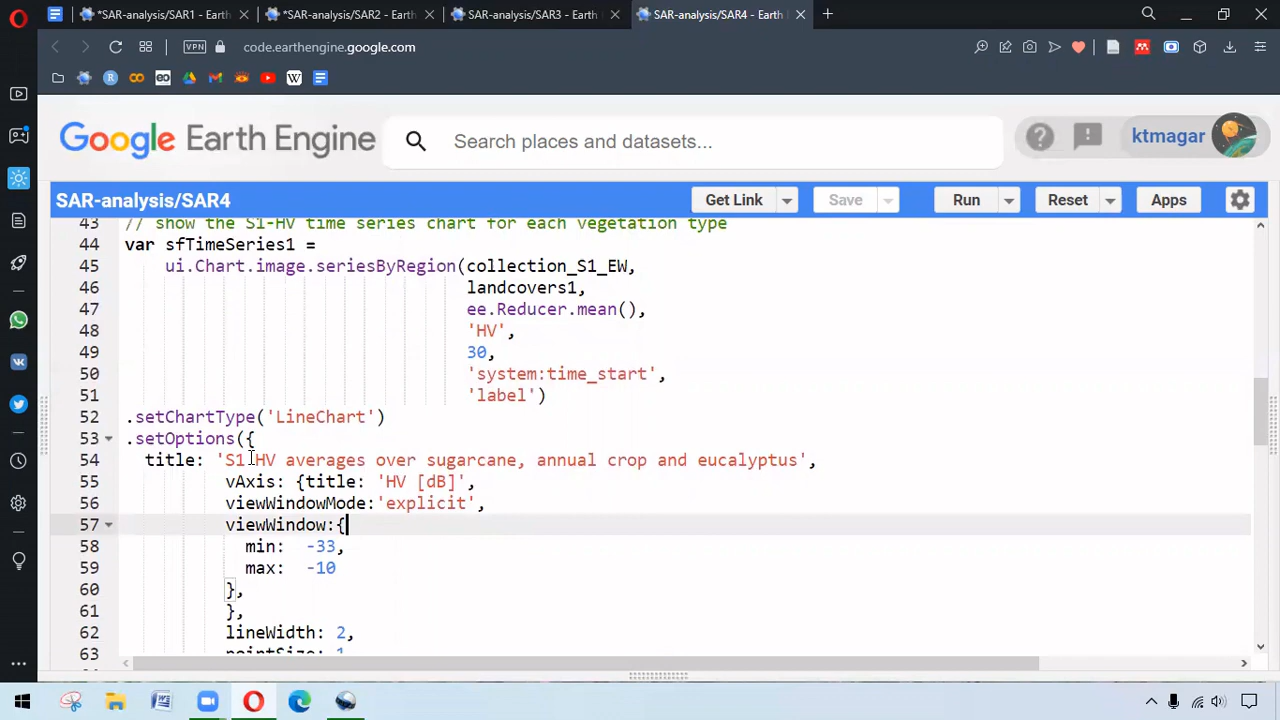 *SAR-analysis/SAR1 - Earth
*SAR-analysis/SAR2 - Earth
SAR-analysis/SAR3 - Earth
SAR-analysis/SAR4 - Earth
VPN
code.earthengine.google.com
Google Earth Engine
Search places and datasets...
ktmagar
SAR-analysis/SAR4
Get Link
Save
Run
Reset
Apps
43 // show the S1-HV time series chart for each vegetation type
44 var sfTimeSeries1 =
45 ui.Chart.image.seriesByRegion(collection_S1_EW,
46 landcovers1,
47 ee.Reducer.mean(),
48 'HV',
49 30,
50 'system:time_start',
51 'label')
52 .setChartType('LineChart')
53 .setOptions({
54 title: 'S1-HV averages over sugarcane, annual crop and eucalyptus',
55 vAxis: {title: 'HV [dB]',
56 viewWindowMode:'explicit',
57 viewWindow:{
58 min: -33,
59 max: -10
60 },
61 },
62 lineWidth: 2,
63 pointSize: 1